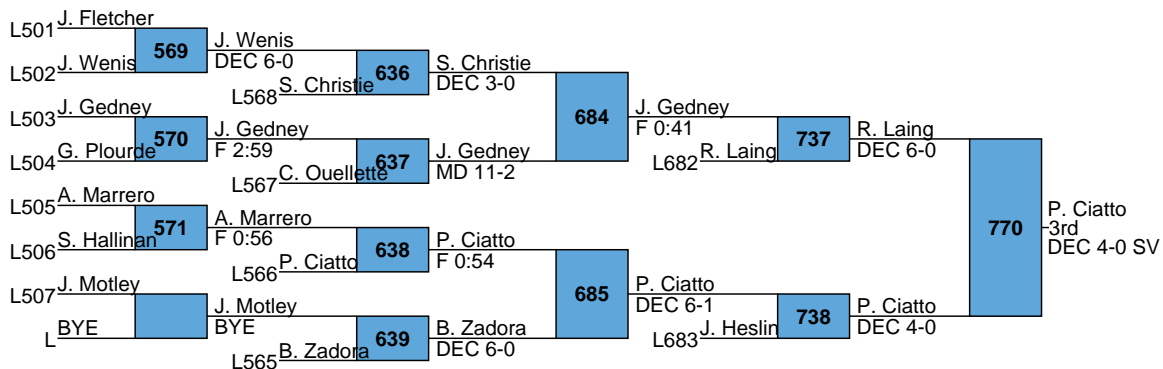 L501 J. Fletcher
569
J. Wenis
DEC 6-0
L502 J. Wenis
636
S. Christie
DEC 3-0
L568 S. Christie
L503 J. Gedney
570
J. Gedney
F 2:59
L504 G. Plourde
637
J. Gedney
MD 11-2
L567 C. Ouellette
684
J. Gedney
F 0:41
L682 R. Laing
737
R. Laing
DEC 6-0
L505 A. Marrero
571
A. Marrero
F 0:56
L506 S. Hallinan
638
P. Ciatto
F 0:54
L566 P. Ciatto
L507 J. Motley
J. Motley
BYE
L BYE
639
B. Zadora
DEC 6-0
L565 B. Zadora
685
P. Ciatto
DEC 6-1
L683 J. Heslin
738
P. Ciatto
DEC 4-0
770
P. Ciatto
3rd
DEC 4-0 SV